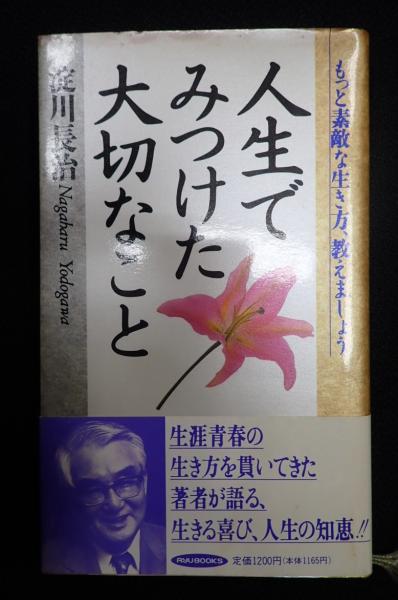 もっと素敵な生き方、教えましょう
人生で
みつけた
大切なこと
淀川長治
Nagaharu Yodogawa
生涯青春の
生き方を貫いてきた
著者が語る、
生きる喜び、人生の知恵!!
RYU BOOKS 定価1200円(本体1165円)